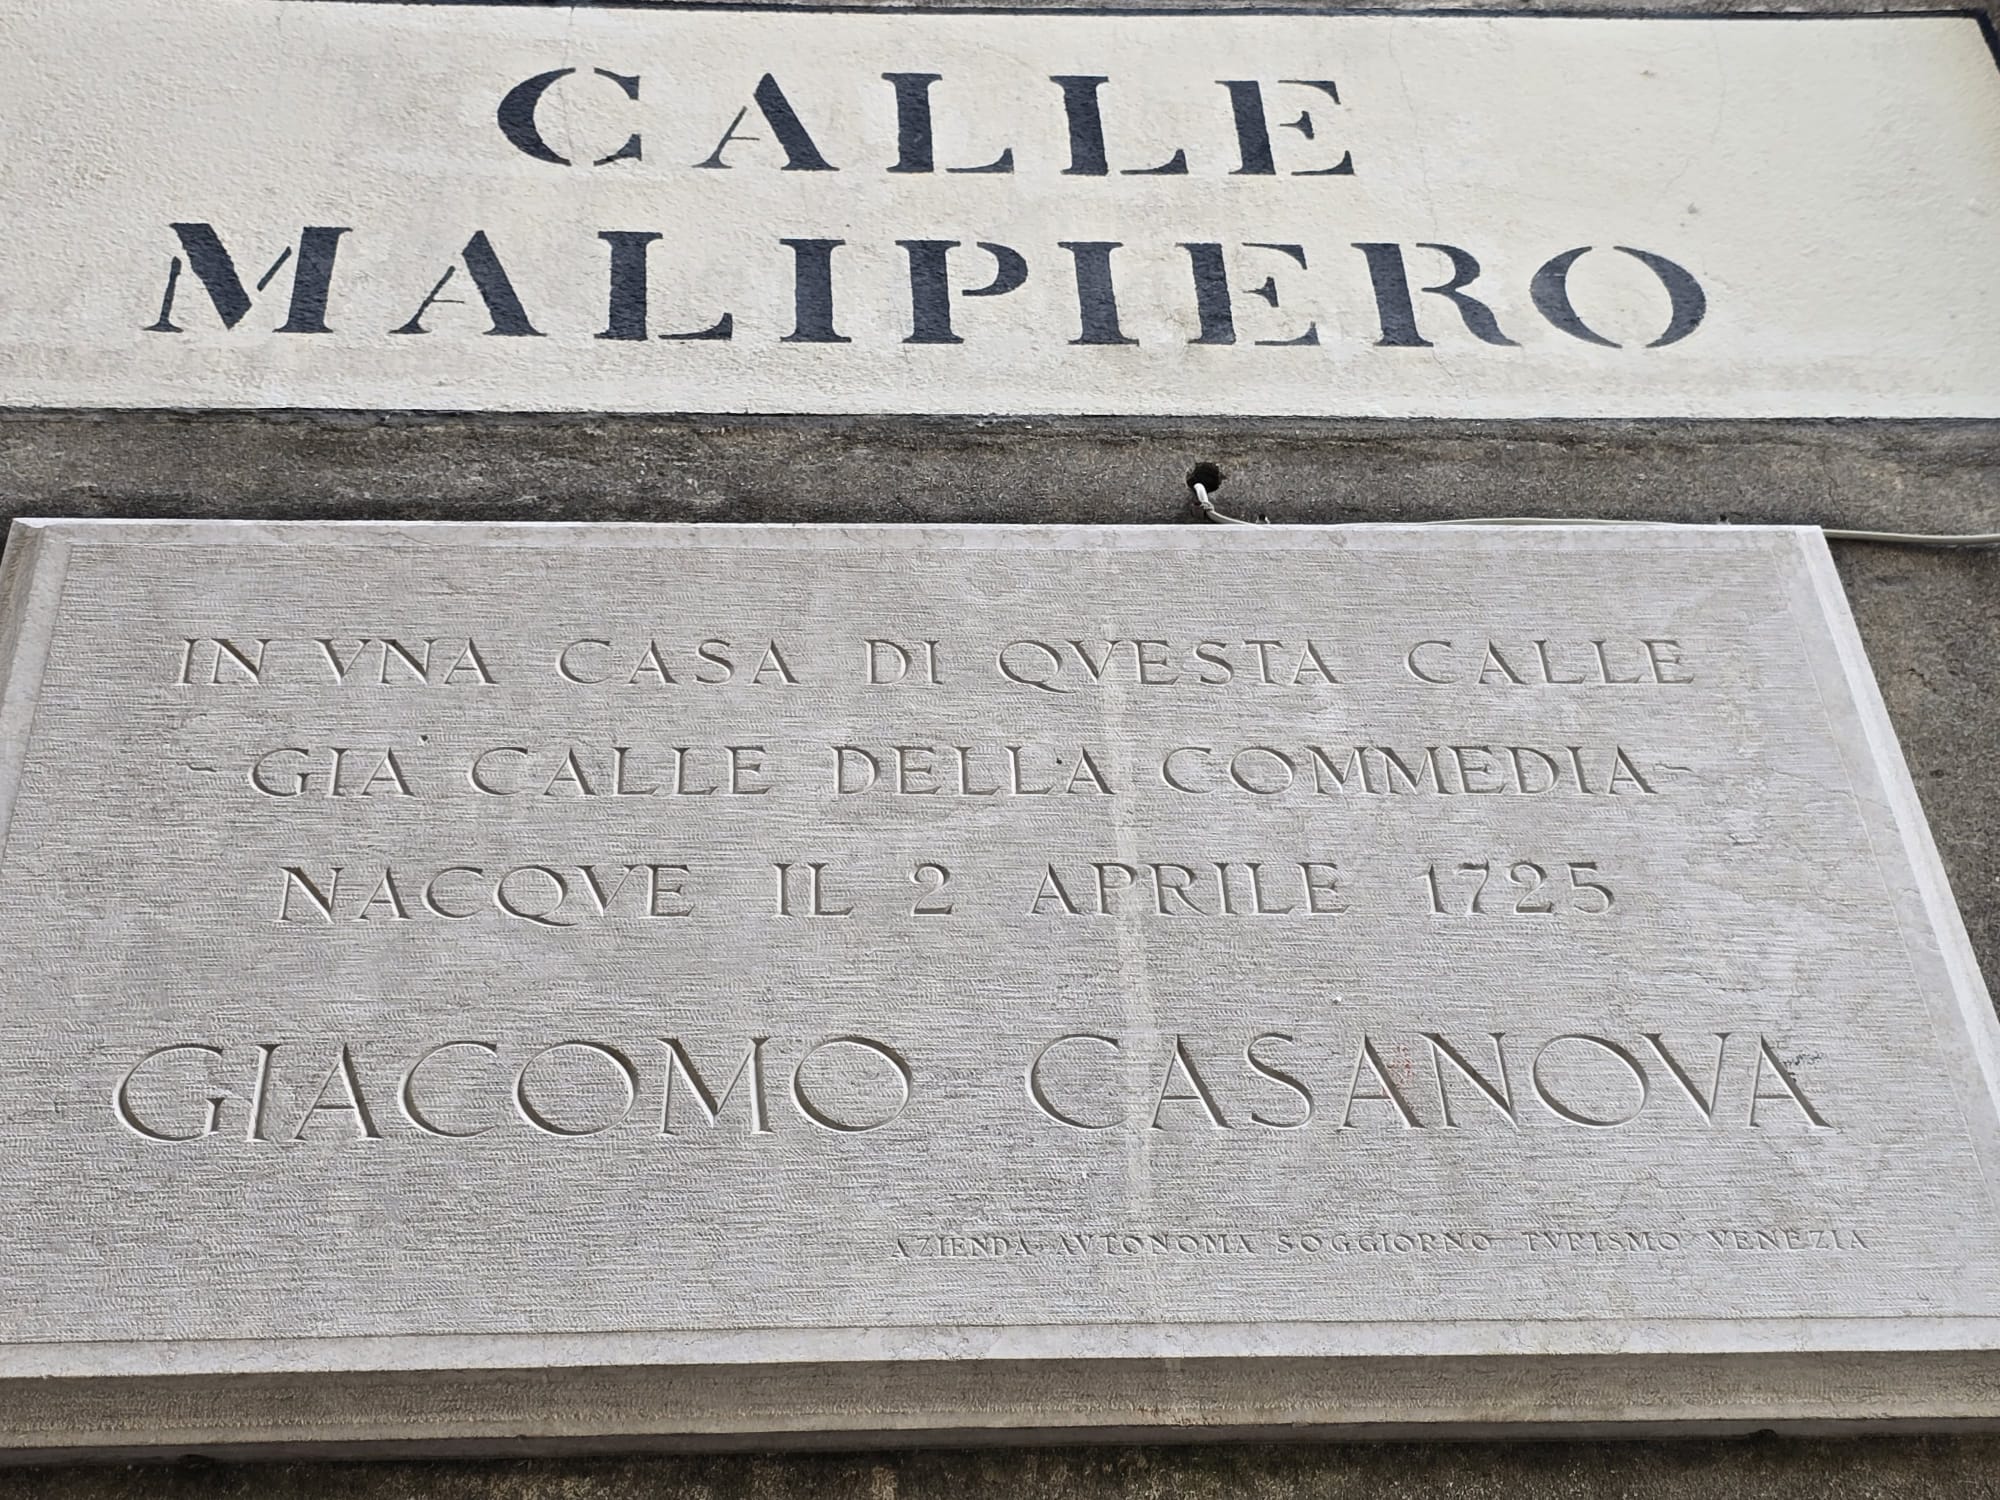 CALLE
MALIPIERO
IN VNA CASA DI QVESTA CALLE
- GIA CALLE DELLA COMMEDIA -
NACQVE IL 2 APRILE 1725
GIACOMO CASANOVA
AZIENDA AVTONOMA SOGGIORNO TVRISMO VENEZIA